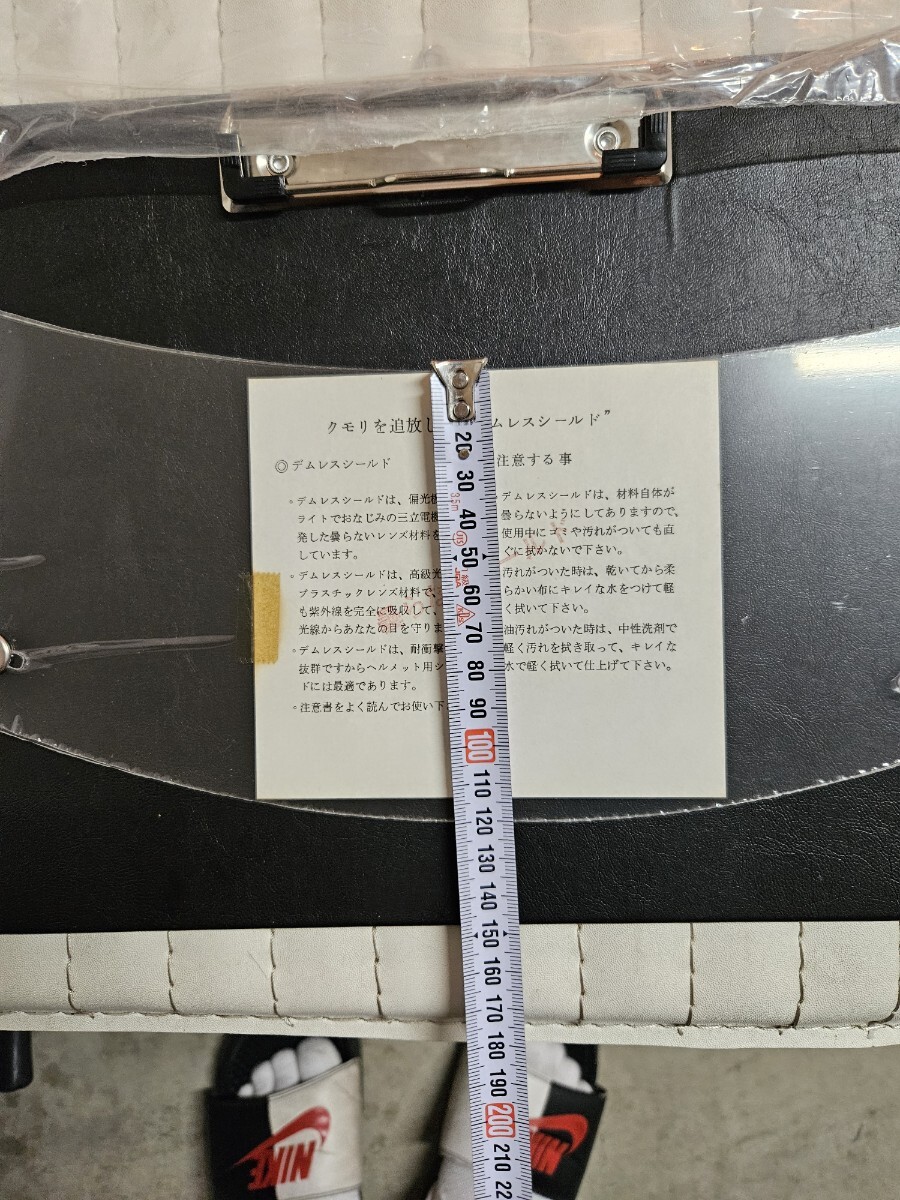 クモリを追放し ムレスシールド”
◎デムレスシールド
注意する事
◦デムレスシールドは、偏光
ライトでおなじみの三立電機
発した曇らないレンズ材料を
しています。
◦デムレスシールドは、高級光
プラスチックレンズ材料で、
も紫外線を完全に吸収して、
光線からあなたの目を守りま
◦デムレスシールドは、耐衝撃
抜群ですからヘルメット用シ
ドには最適であります。
◦注意書をよく読んでお使い下
デムレスシールドは、材料自体が
曇らないようにしてありますので、
使用中にゴミや汚れがついても直
ぐに拭かないで下さい。
汚れがついた時は、乾いてから柔
らかい布にキレイな水をつけて軽
く拭いて下さい。
油汚れがついた時は、中性洗剤で
軽く汚れを拭き取って、キレイな
水で軽く拭いて仕上げて下さい。
20
30
3.5m
40
50
60
70
80
90
100
110
120
130
140
150
160
170
180
190
200
210
22
NIKE
NIKE